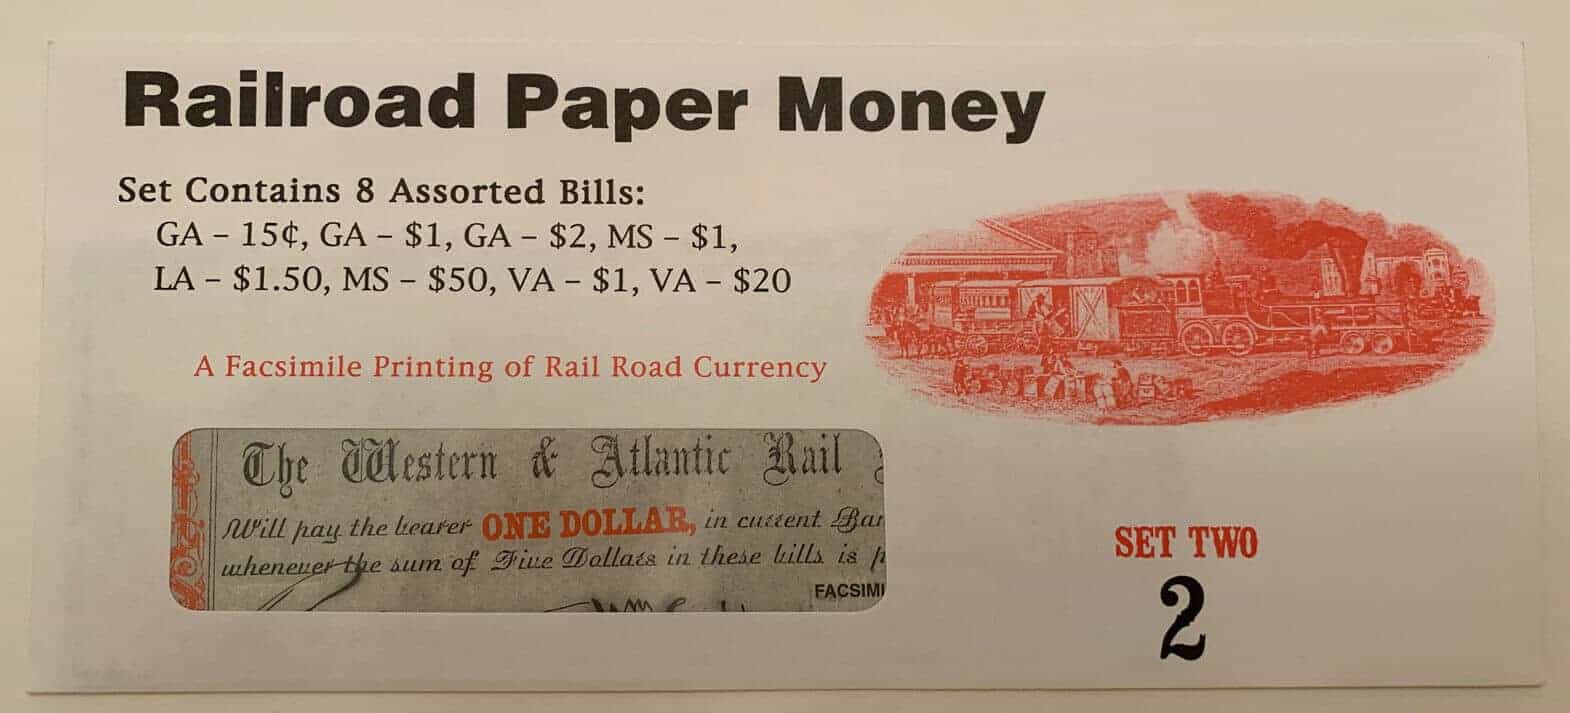 Railroad Paper Money
Set Contains 8 Assorted Bills:
GA – 15¢, GA – $1, GA – $2, MS – $1,
LA – $1.50, MS – $50, VA – $1, VA – $20
A Facsimile Printing of Rail Road Currency
The Western & Atlantic Rail
Will pay the bearer ONE DOLLAR, in current
whenever the sum of Five Dollars in these bills is
FACSIMI
SET TWO
2